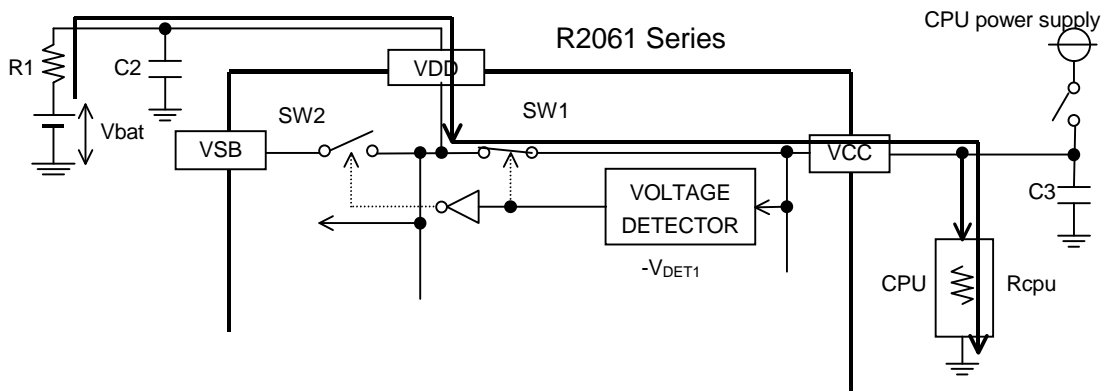 CPU power supply
R2061 Series
R1
C2
VDD
Vbat
SW2
SW1
VSB
VCC
VOLTAGE
DETECTOR
-VDET1
C3
CPU
Rcpu